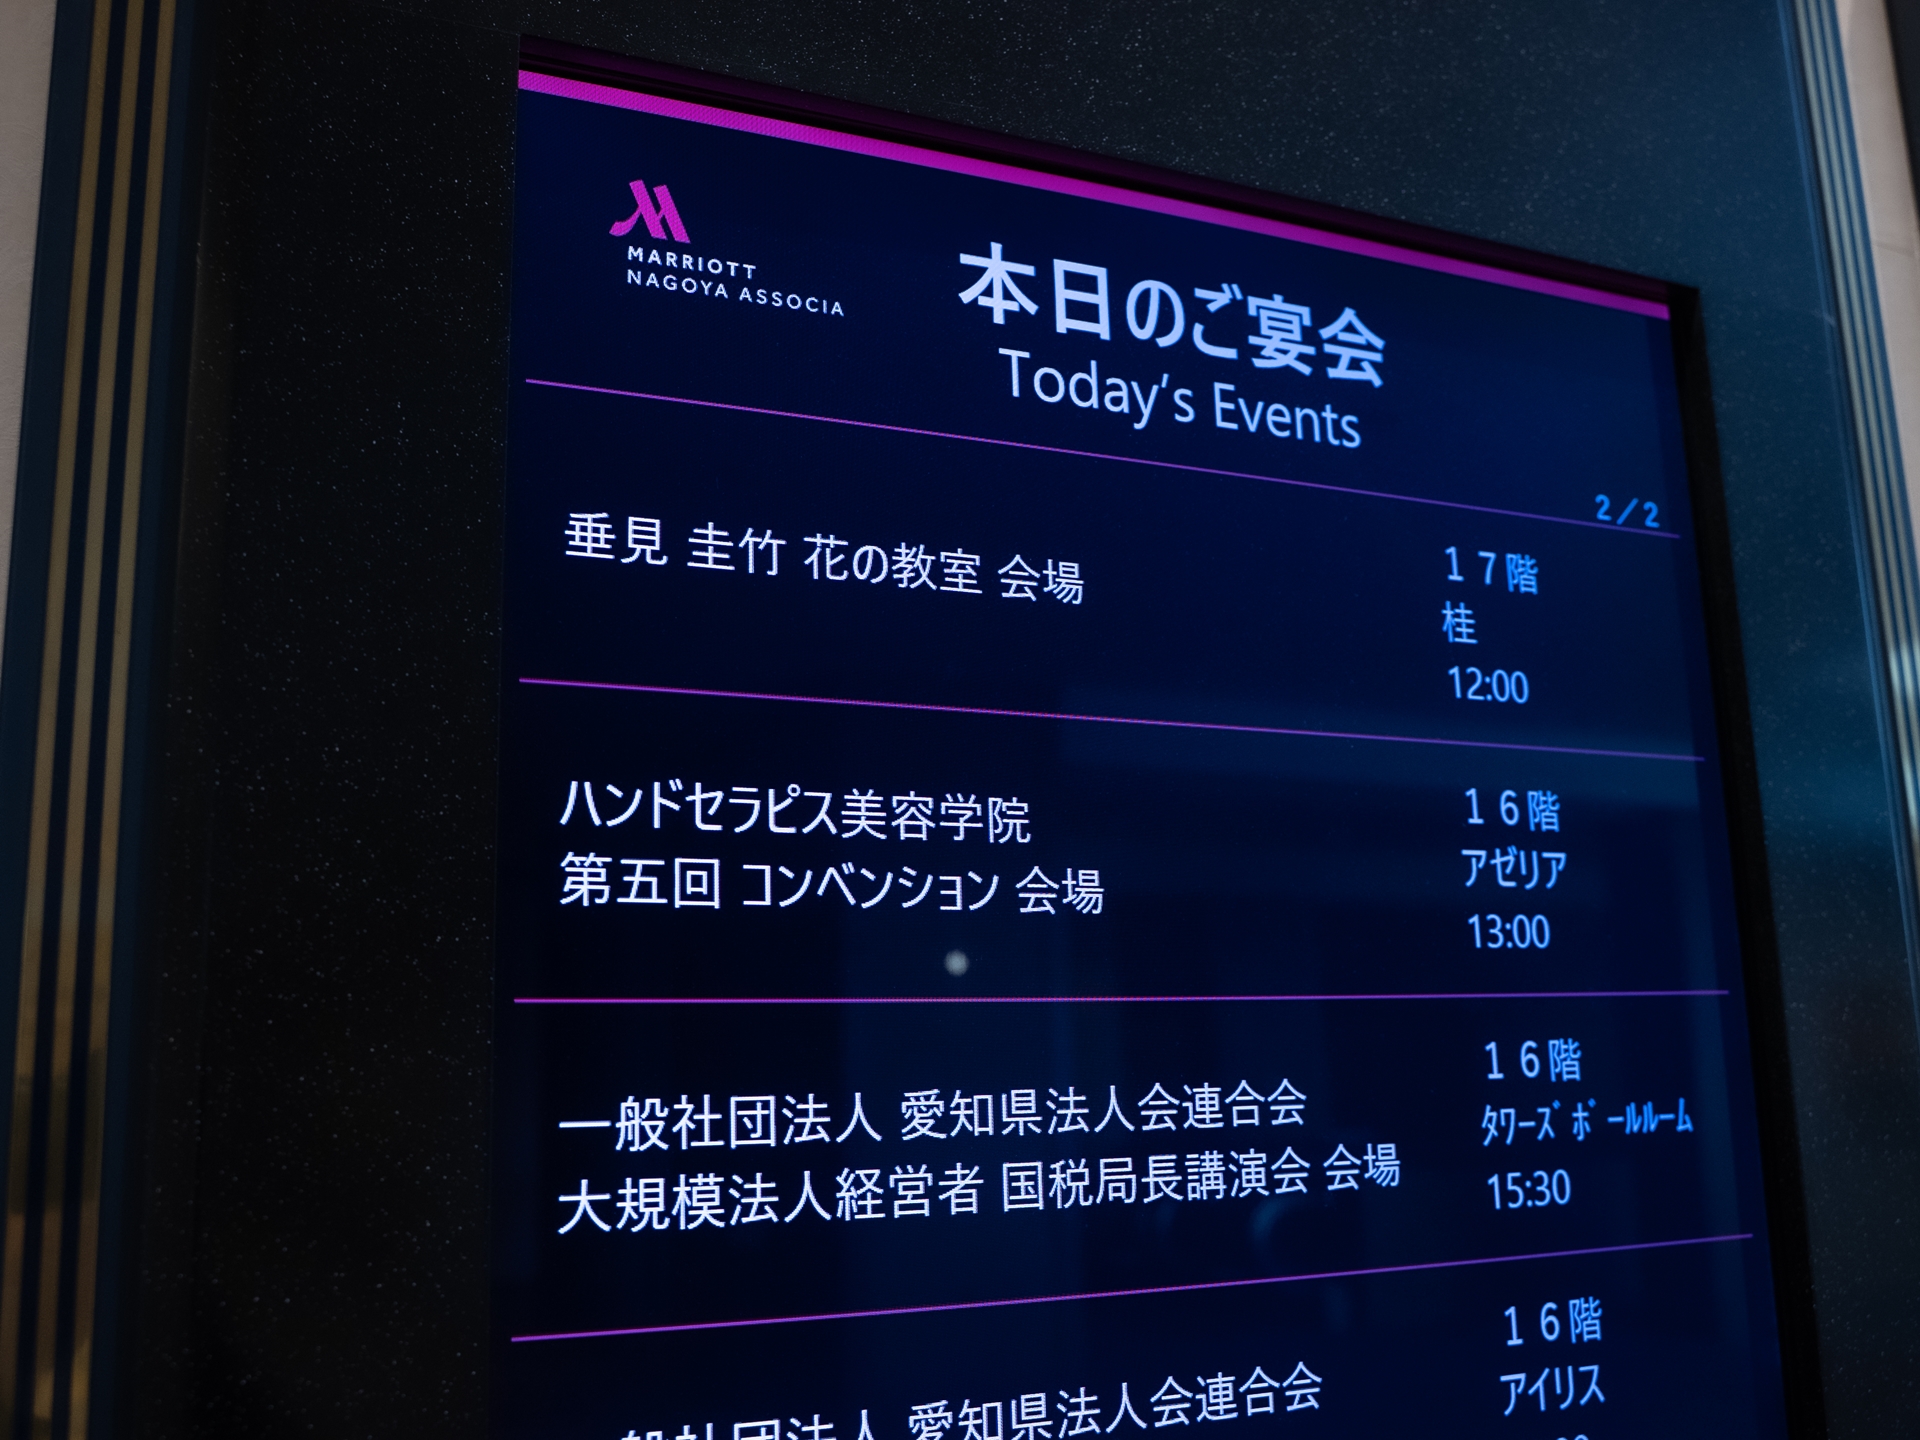 MARRIOTT
NAGOYA ASSOCIA
本日のご宴会
Today's Events
2/2
垂見 圭竹 花の教室 会場
17階
桂
12:00
ハンドセラピス美容学院
第五回 コンベンション 会場
16階
アゼリア
13:00
一般社団法人 愛知県法人会連合会
大規模法人経営者 国税局長講演会 会場
16階
ﾀﾜｰｽﾞﾎﾞｰﾙﾙｰﾑ
15:30
一般社団法人 愛知県法人会連合会
16階
アイリス